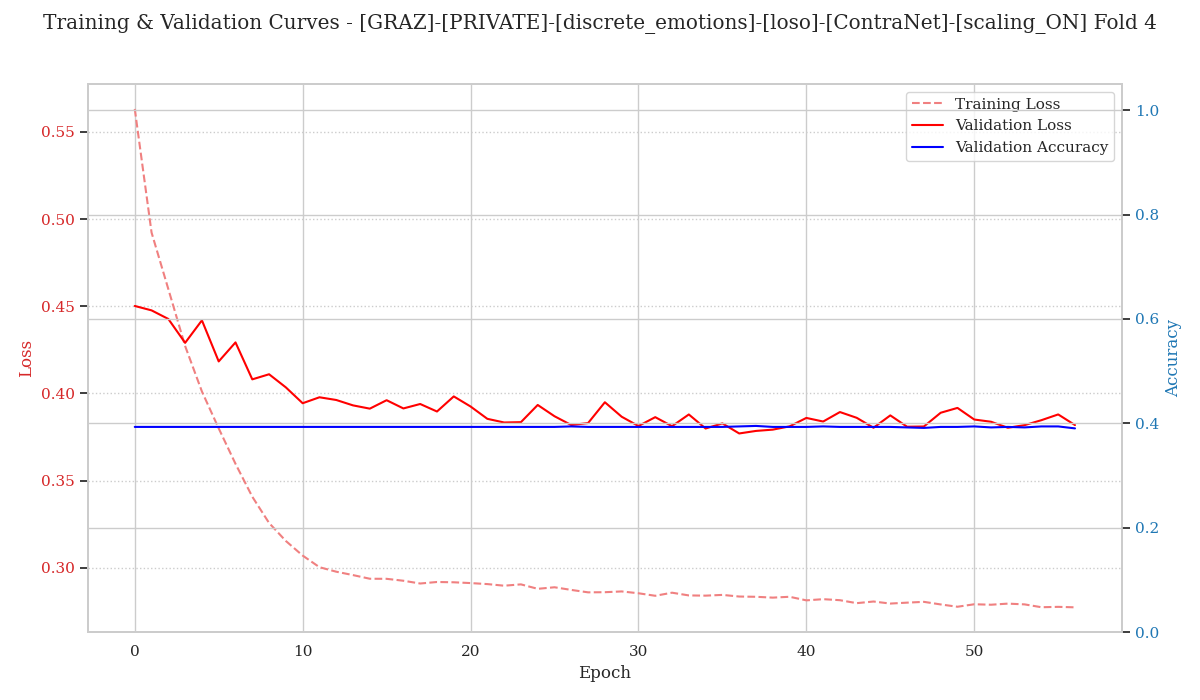 Training & Validation Curves - [GRAZ]-[PRIVATE]-[discrete_emotions]-[loso]-[ContraNet]-[scaling_ON] Fold 4
Training Loss
Validation Loss
Validation Accuracy
Loss
0.55
0.50
0.45
0.40
0.35
0.30
1.0
0.8
0.6
0.4
0.2
0.0
Accuracy
0
10
20
30
40
50
Epoch